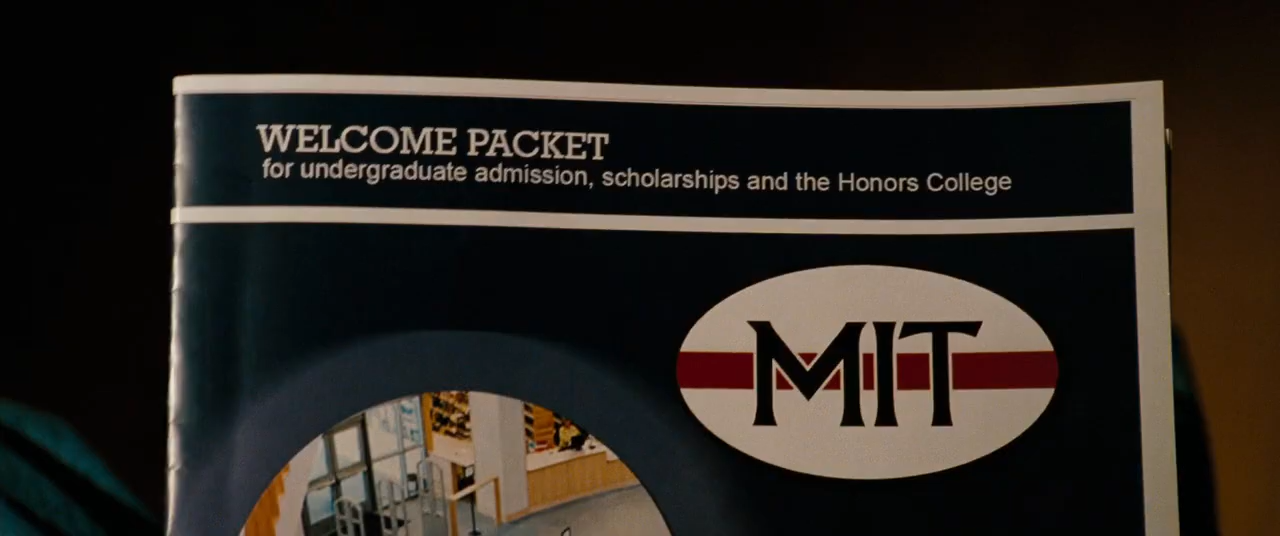 WELCOME PACKET
for undergraduate admission, scholarships and the Honors College
MIT